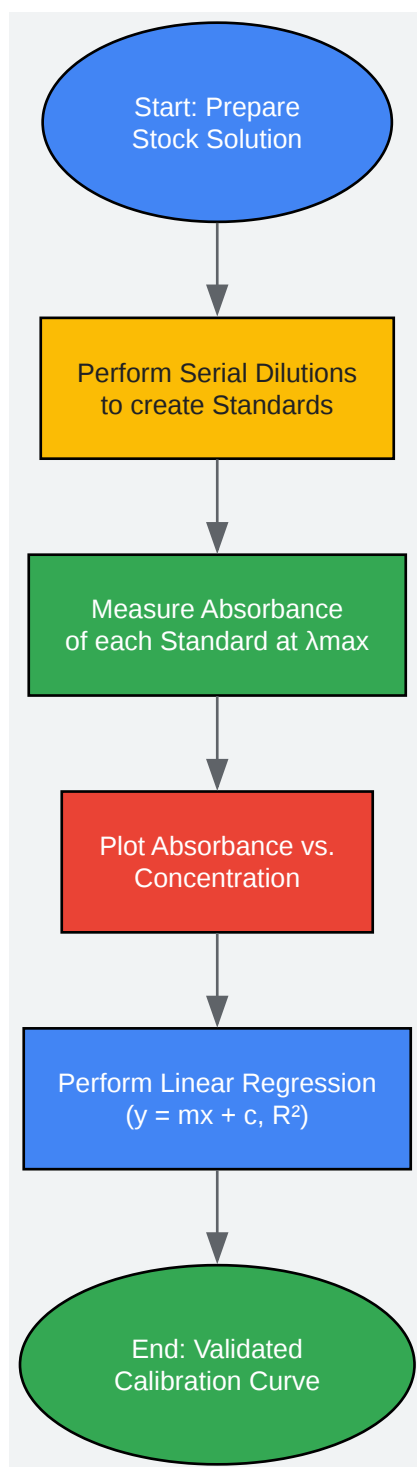 Start: Prepare
Stock Solution
Perform Serial Dilutions
to create Standards
Measure Absorbance
of each Standard at λmax
Plot Absorbance vs.
Concentration
Perform Linear Regression
(y = mx + c, R²)
End: Validated
Calibration Curve